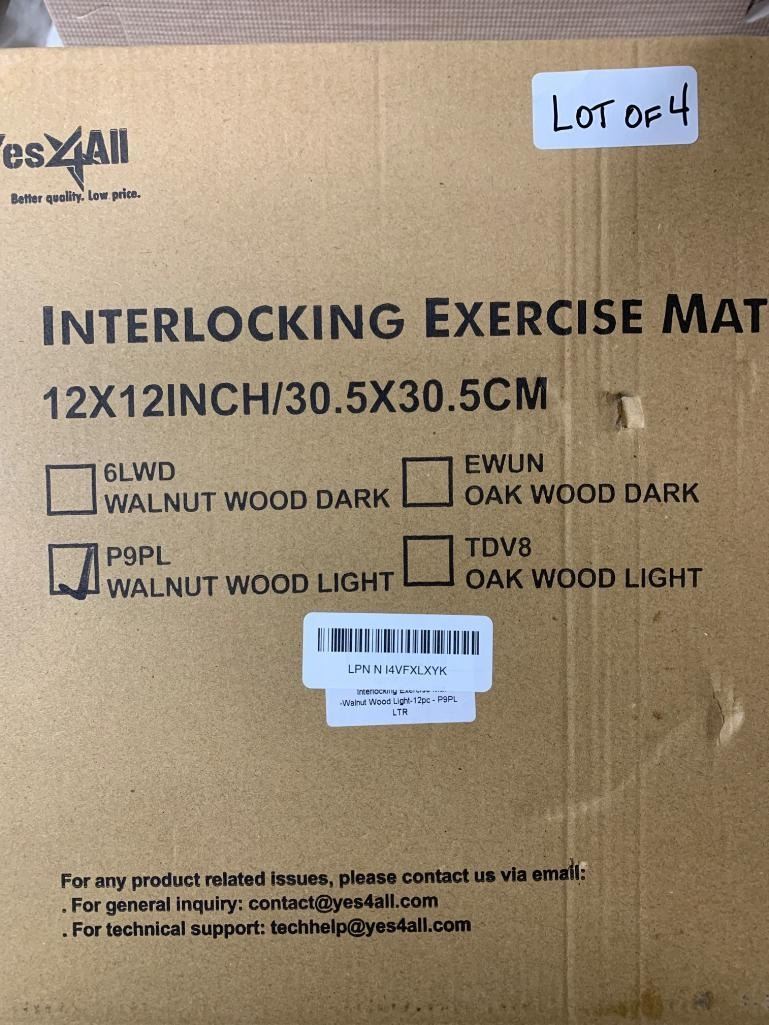 LOT OF 4
Yes4All
Better quality. Low price.
INTERLOCKING EXERCISE MAT
12X12INCH/30.5X30.5CM
6LWD
WALNUT WOOD DARK
EWUN
OAK WOOD DARK
P9PL
WALNUT WOOD LIGHT
TDV8
OAK WOOD LIGHT
LPN N I4VFXLXYK
Interlocking Exercise
-Walnut Wood Light-12pc - P9PL
LTR
For any product related issues, please contact us via email:
. For general inquiry: contact@yes4all.com
. For technical support: techhelp@yes4all.com